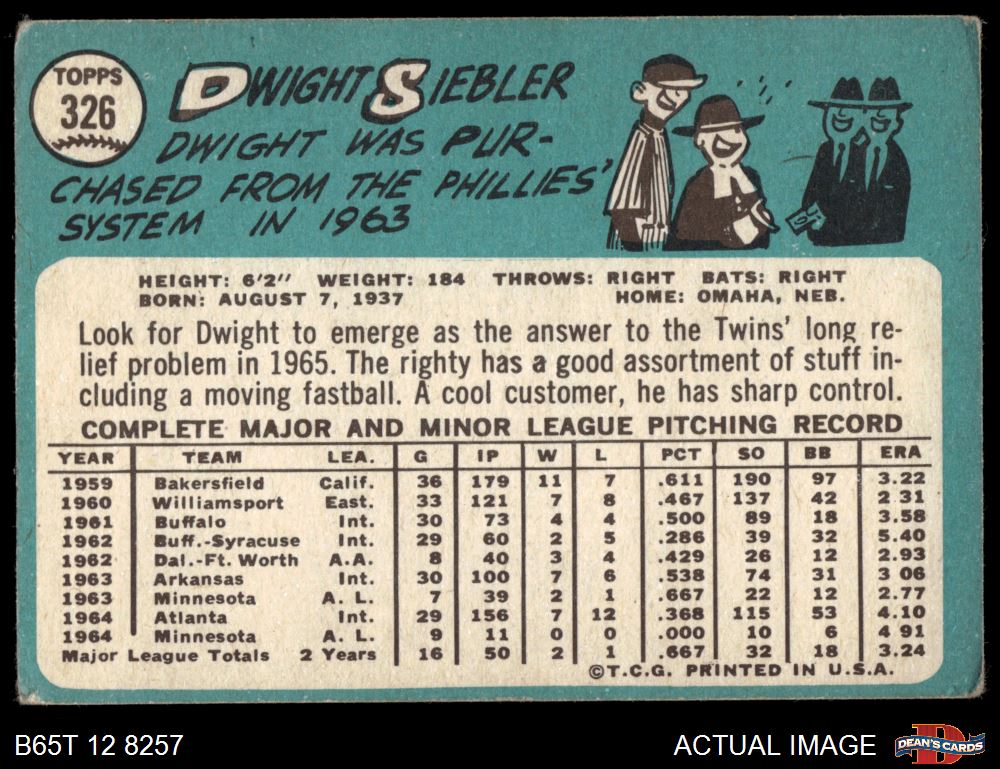 TOPPS
326
DWIGHT SIEBLER
DWIGHT WAS PUR-
CHASED FROM THE PHILLIES'
SYSTEM IN 1963
HEIGHT: 6'2" WEIGHT: 184 THROWS: RIGHT BATS: RIGHT
BORN: AUGUST 7, 1937 HOME: OMAHA, NEB.
Look for Dwight to emerge as the answer to the Twins' long re-
lief problem in 1965. The righty has a good assortment of stuff in-
cluding a moving fastball. A cool customer, he has sharp control.
COMPLETE MAJOR AND MINOR LEAGUE PITCHING RECORD
YEAR TEAM LEA. G IP W L PCT SO BB ERA
1959 Bakersfield Calif. 36 179 11 7 .611 190 97 3.22
1960 Williamsport East. 33 121 7 8 .467 137 42 2 31
1961 Buffalo Int. 30 73 4 4 .500 89 18 3.58
1962 Buff.-Syracuse Int. 29 60 2 5 .286 39 32 5.40
1962 Dal.-Ft. Worth A.A. 8 40 3 4 .429 26 12 2.93
1963 Arkansas Int. 30 100 7 6 .538 74 31 3 06
1963 Minnesota A. L. 7 39 2 1 .667 22 12 2.77
1964 Atlanta Int. 29 156 7 12 .368 115 53 4.10
1964 Minnesota A. L. 9 11 0 0 .000 10 6 4 91
Major League Totals 2 Years 16 50 2 1 .667 32 18 3.24
©T.C.G. PRINTED IN U.S.A.
B65T 12 8257 ACTUAL IMAGE
DEAN'S CARDS